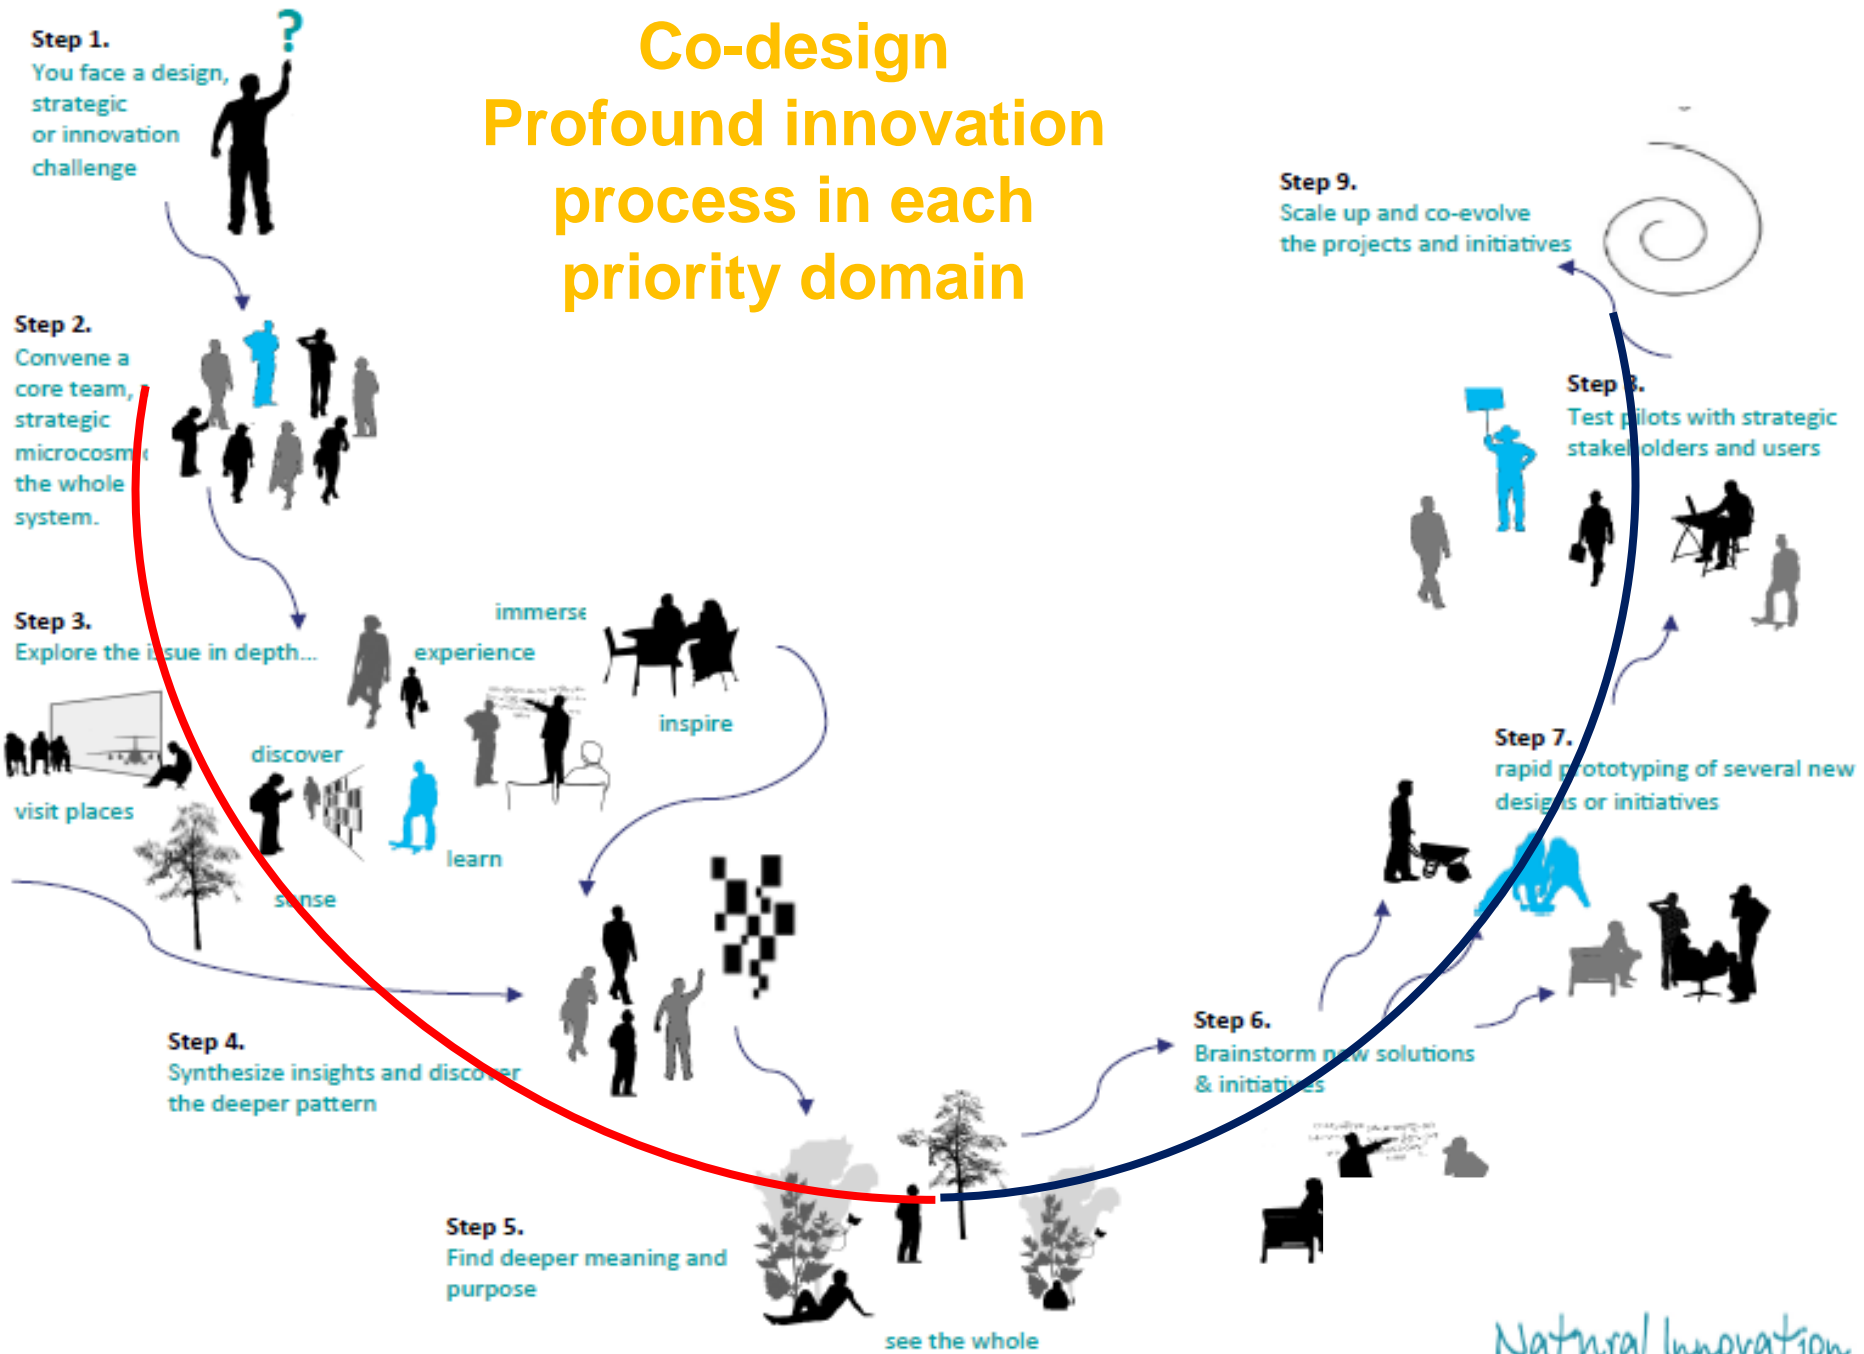 Co-design
Profound innovation
process in each
priority domain
?
Step 1.
You face a design,
strategic
or innovation
challenge
Step 2.
Convene a
core team,
strategic
microcosm
the whole
system.
Step 3.
Explore the issue in depth...
immerse
experience
inspire
discover
visit places
learn
sense
Step 4.
Synthesize insights and discover
the deeper pattern
Step 5.
Find deeper meaning and
purpose
see the whole
Step 6.
Brainstorm new solutions
& initiatives
Step 7.
rapid prototyping of several new
designs or initiatives
Step 8.
Test pilots with strategic
stakeholders and users
Step 9.
Scale up and co-evolve
the projects and initiatives
Natural Innovation